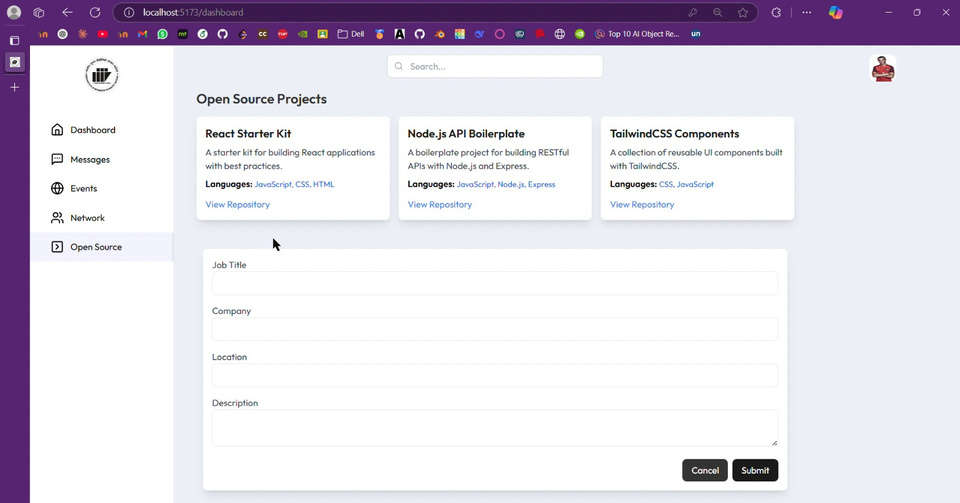 localhost:5173/dashboard
Dell
Top 10 AI Object Re...
un
Search...
Dashboard
Messages
Events
Network
Open Source
Open Source Projects
React Starter Kit
A starter kit for building React applications
with best practices.
Languages: JavaScript, CSS, HTML
View Repository
Node.js API Boilerplate
A boilerplate project for building RESTful
APIs with Node.js and Express.
Languages: JavaScript, Node.js, Express
View Repository
TailwindCSS Components
A collection of reusable UI components built
with TailwindCSS.
Languages: CSS, JavaScript
View Repository
Job Title
Company
Location
Description
Cancel
Submit